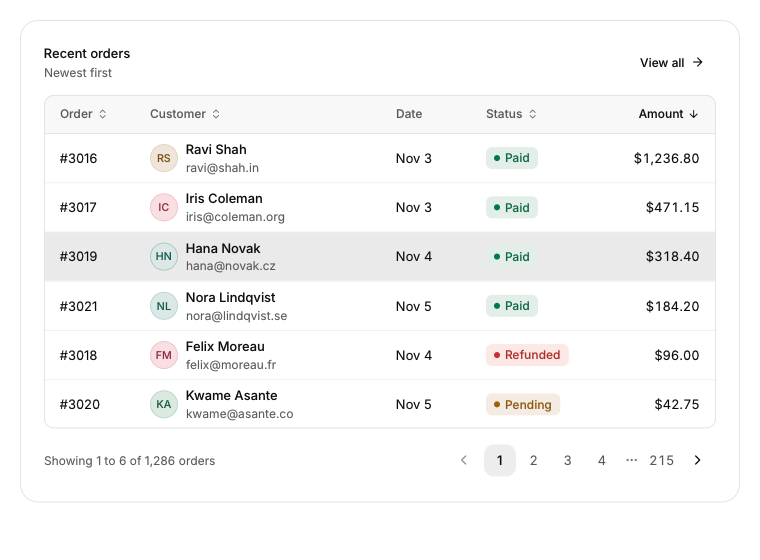 Recent orders
Newest first
View all
Order Customer Date Status Amount
#3016 RS Ravi Shah Nov 3 Paid $1,236.80
ravi@shah.in
#3017 IC Iris Coleman Nov 3 Paid $471.15
iris@coleman.org
#3019 HN Hana Novak Nov 4 Paid $318.40
hana@novak.cz
#3021 NL Nora Lindqvist Nov 5 Paid $184.20
nora@lindqvist.se
#3018 FM Felix Moreau Nov 4 Refunded $96.00
felix@moreau.fr
#3020 KA Kwame Asante Nov 5 Pending $42.75
kwame@asante.co
Showing 1 to 6 of 1,286 orders 1 2 3 4 ··· 215